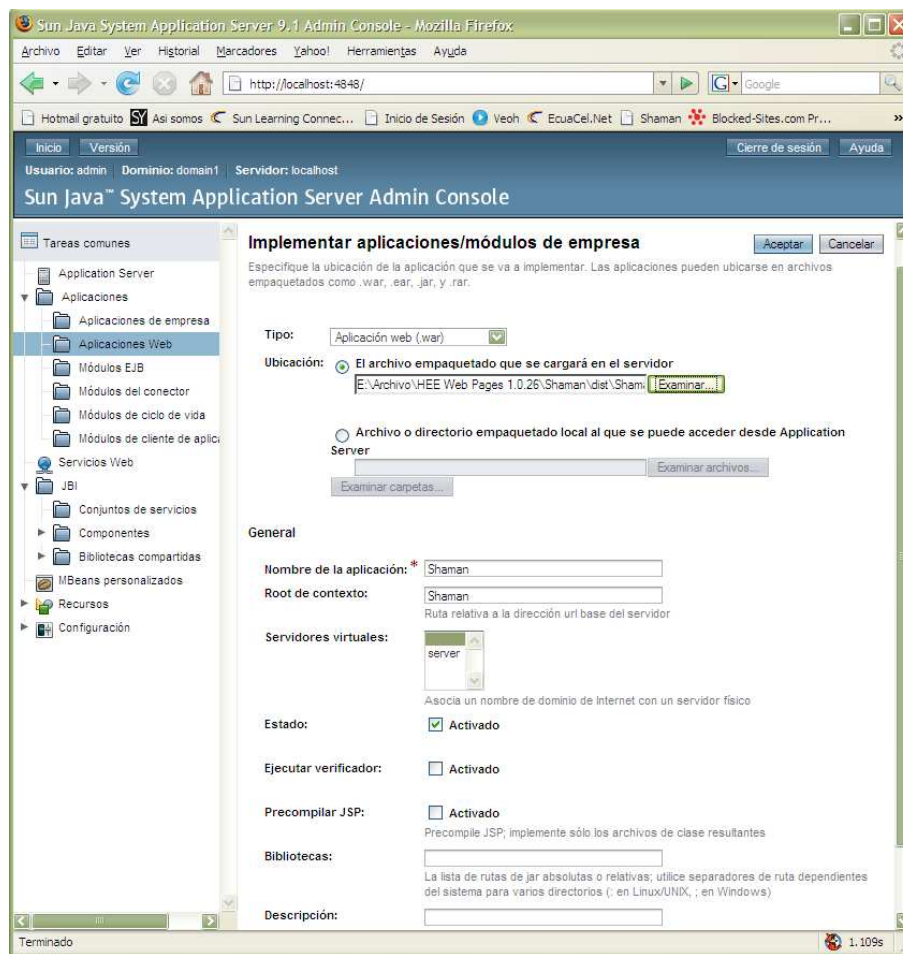 Sun Java System Application Server 9.1 Admin Console - Mozilla Firefox
Archivo Editar Ver Historial Marcadores Yahoo! Herramientas Ayuda
http://localhost:4848/
G Google
Hotmail gratuito SY Asi somos Sun Learning Connec... Inicio de Sesión Veoh EcuaCel.Net Shaman Blocked-Sites.com Pr... »
Inicio Versión Cierre de sesión Ayuda
Usuario: admin Dominio: domain1 Servidor: localhost
Sun Java™ System Application Server Admin Console
Tareas comunes
Application Server
Aplicaciones
Aplicaciones de empresa
Aplicaciones Web
Módulos EJB
Módulos del conector
Módulos de ciclo de vida
Módulos de cliente de aplica
Servicios Web
JBI
Conjuntos de servicios
Componentes
Bibliotecas compartidas
MBeans personalizados
Recursos
Configuración
Implementar aplicaciones/módulos de empresa
Aceptar Cancelar
Especifique la ubicación de la aplicación que se va a implementar. Las aplicaciones pueden ubicarse en archivos
empaquetados como .war, .ear, .jar, y .rar.
Tipo: Aplicación web (.war)
Ubicación: El archivo empaquetado que se cargará en el servidor
E:\Archivo\HEE Web Pages 1.0.26\Shaman\dist\Sham Examinar...
Archivo o directorio empaquetado local al que se puede acceder desde Application
Server
Examinar archivos...
Examinar carpetas...
General
Nombre de la aplicación: * Shaman
Root de contexto: Shaman
Ruta relativa a la dirección url base del servidor
Servidores virtuales:
server
Asocia un nombre de dominio de Internet con un servidor físico
Estado: Activado
Ejecutar verificador: Activado
Precompilar JSP: Activado
Precompile JSP; implemente sólo los archivos de clase resultantes
Bibliotecas:
La lista de rutas de jar absolutas o relativas; utilice separadores de ruta dependientes
del sistema para varios directorios (: en Linux/UNIX, ; en Windows)
Descripción:
Terminado 1.109s